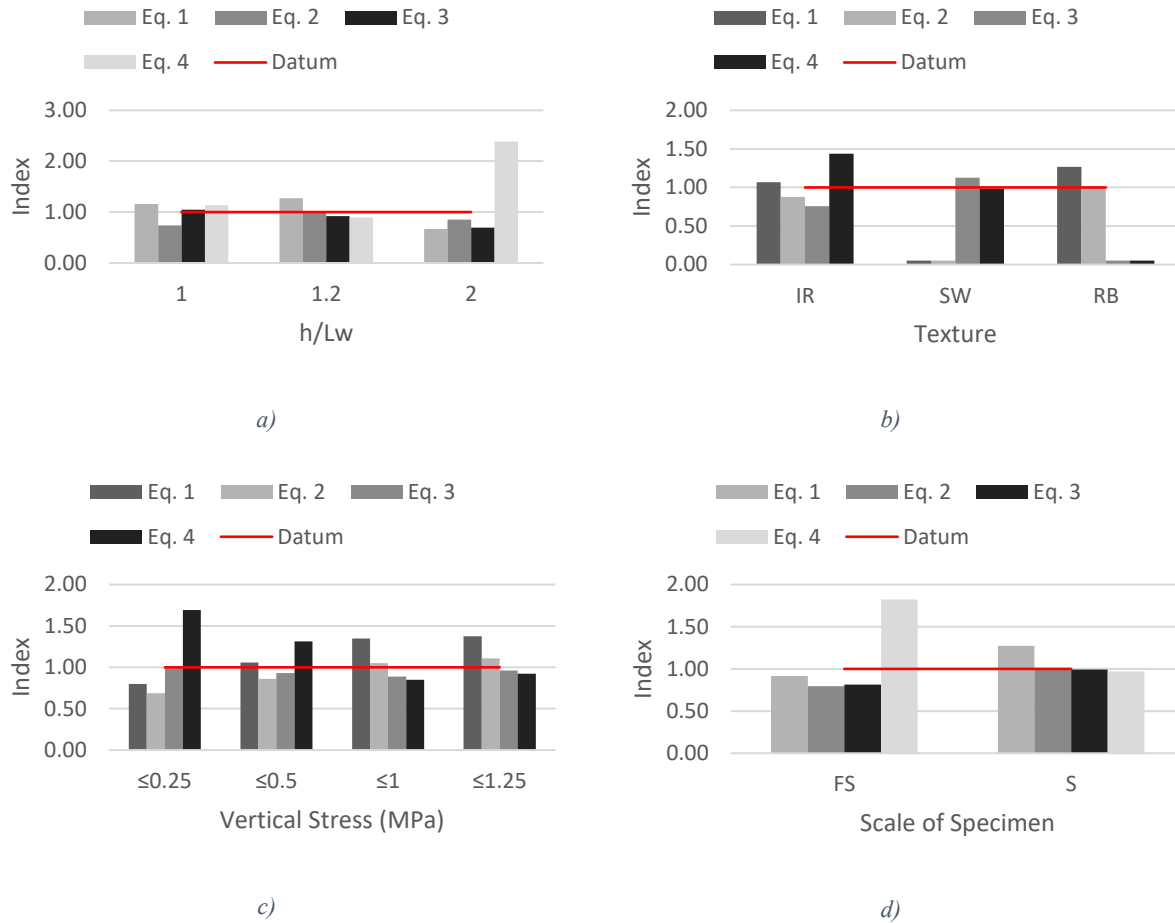 Eq. 1 Eq. 2 Eq. 3
Eq. 4 Datum
3.00
2.00
1.00
0.00
Index
1 1.2 2
h/Lw
a)
Eq. 1 Eq. 2 Eq. 3
Eq. 4 Datum
2.00
1.50
1.00
0.50
0.00
Index
IR SW RB
Texture
b)
Eq. 1 Eq. 2 Eq. 3
Eq. 4 Datum
2.00
1.50
1.00
0.50
0.00
Index
≤0.25 ≤0.5 ≤1 ≤1.25
Vertical Stress (MPa)
c)
Eq. 1 Eq. 2 Eq. 3
Eq. 4 Datum
2.00
1.50
1.00
0.50
0.00
Index
FS S
Scale of Specimen
d)